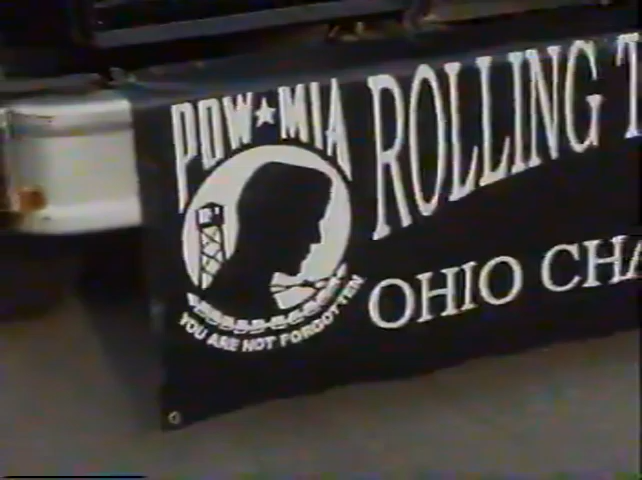 POW★MIA
YOU ARE NOT FORGOTTEN
ROLLING T
OHIO CHA